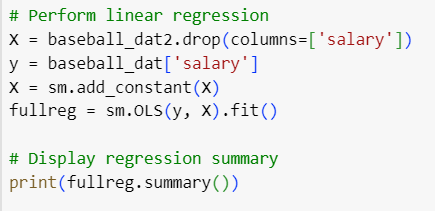 # Perform linear regression
X = baseball_dat2.drop(columns=['salary'])
y = baseball_dat['salary']
X = sm.add_constant(X)
fullreg = sm.OLS(y, X).fit()
# Display regression summary
print(fullreg.summary())